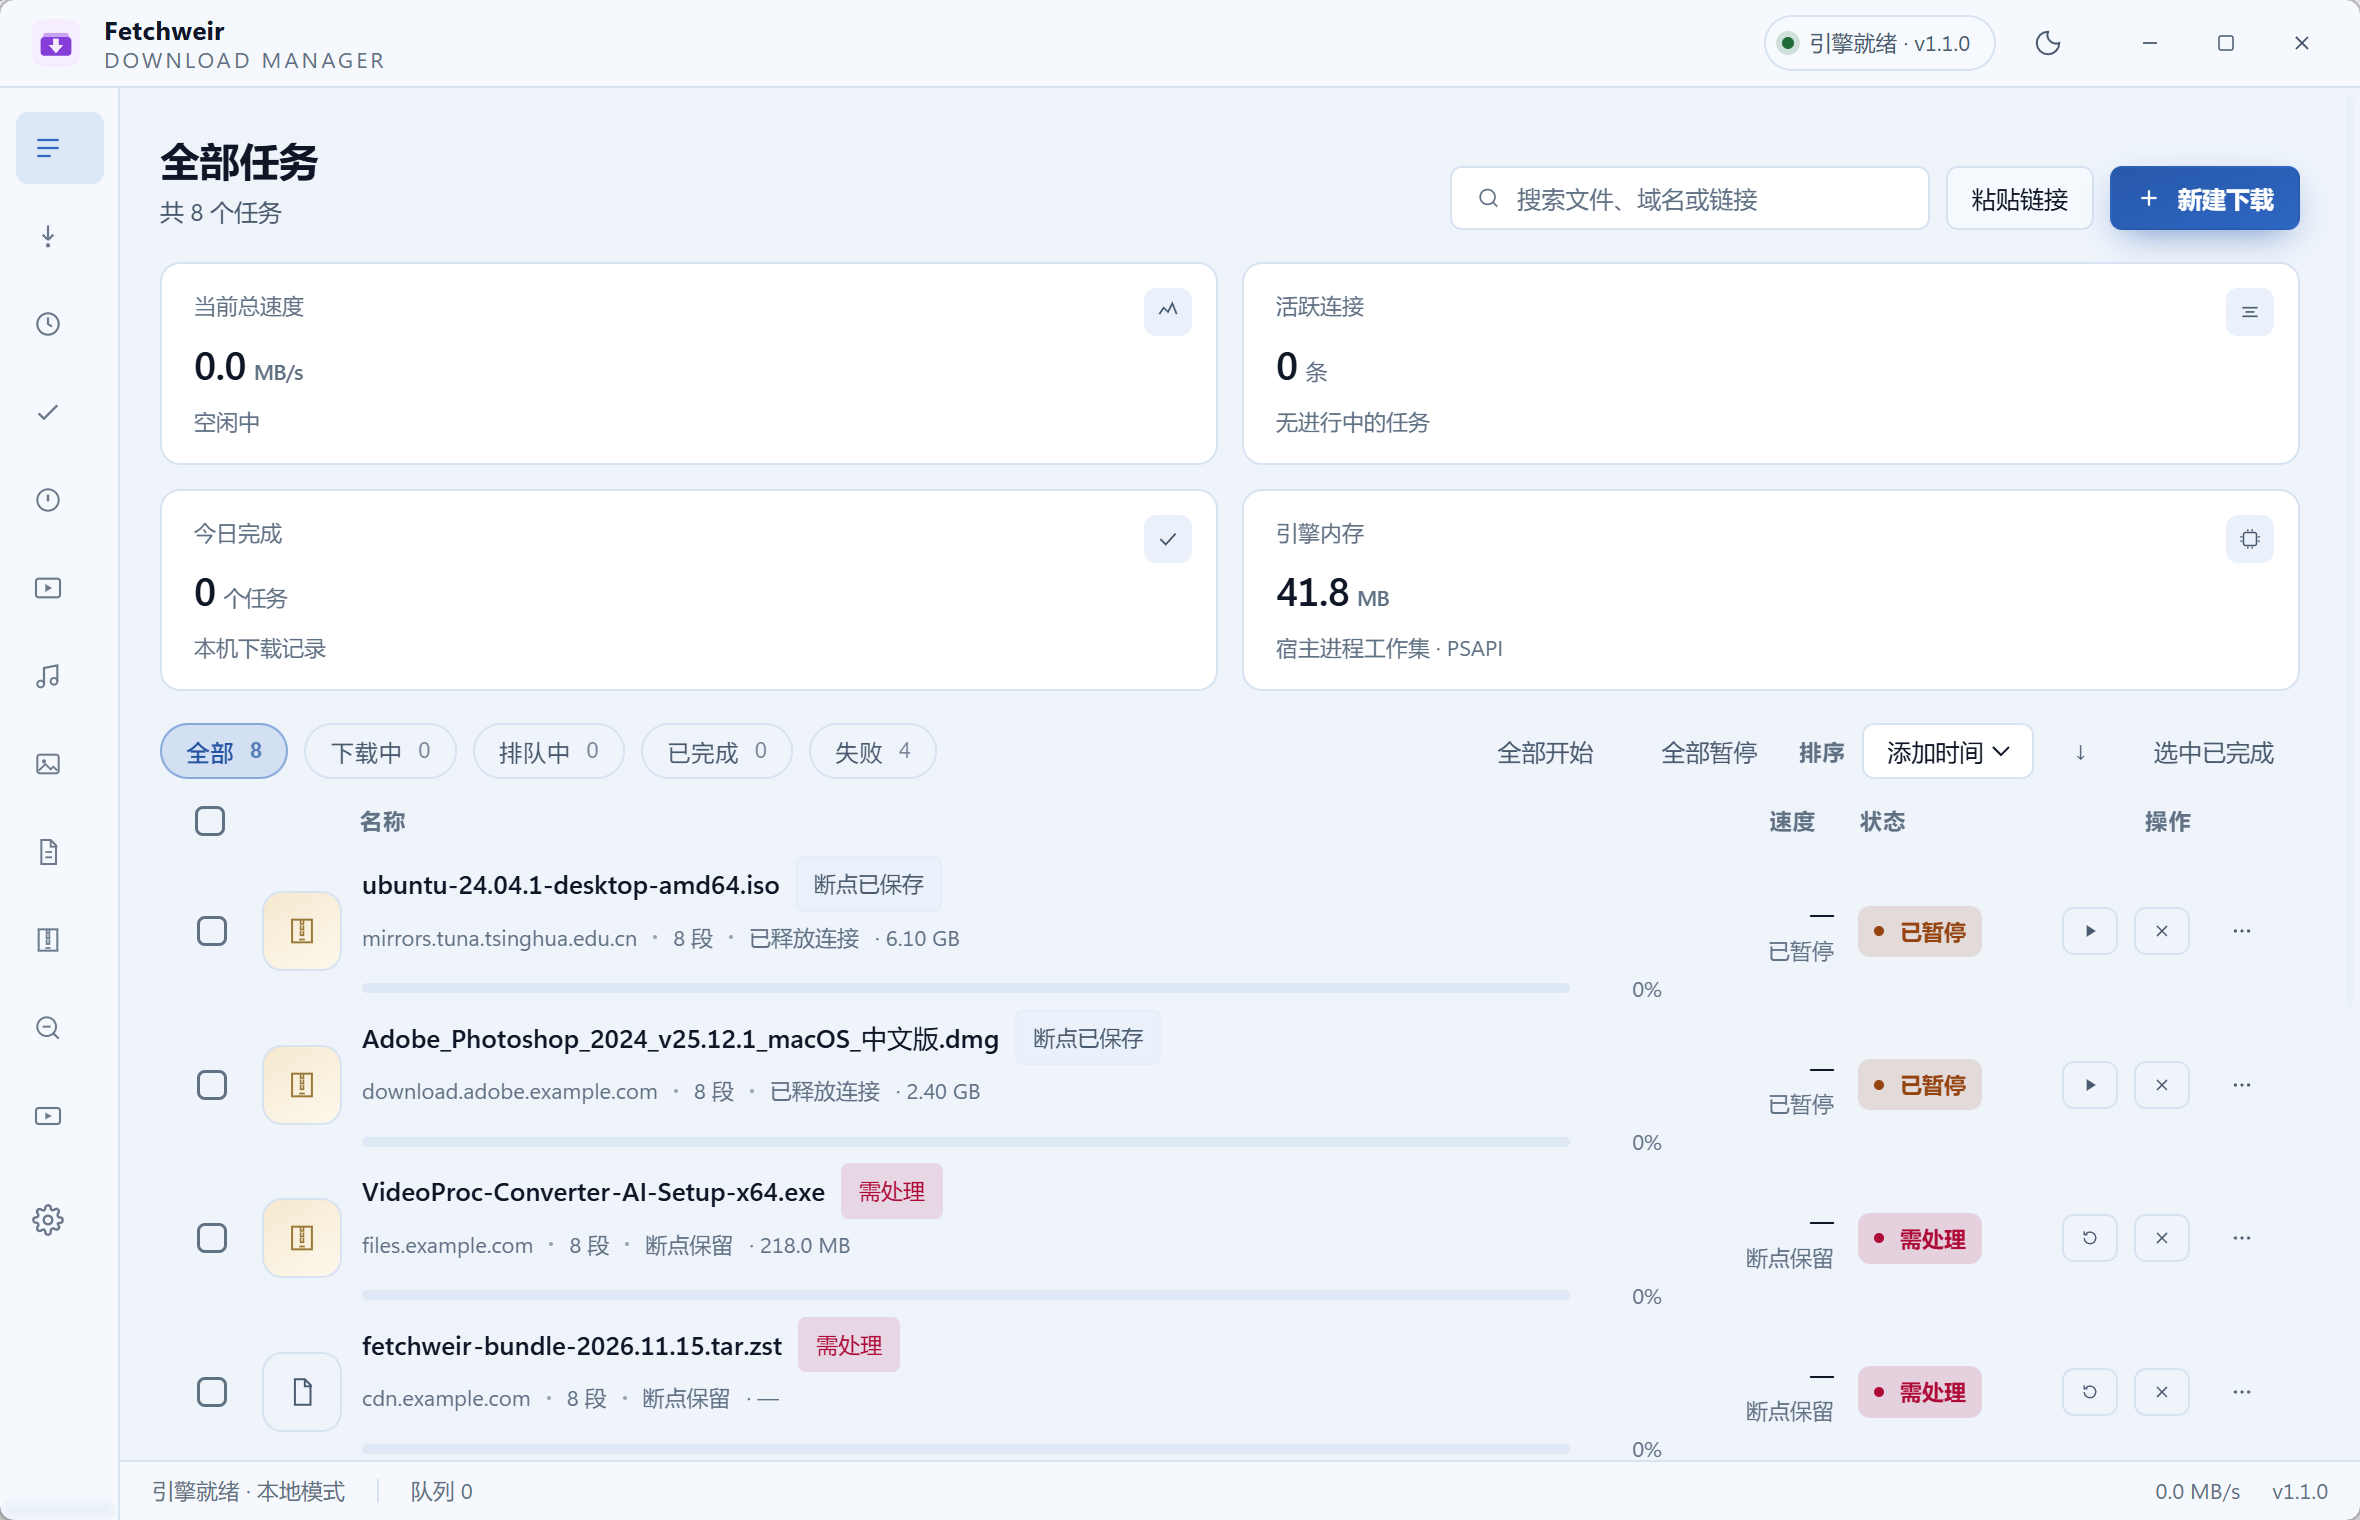 Fetchweir
DOWNLOAD MANAGER
引擎就绪 · v1.1.0
全部任务
共 8 个任务
搜索文件、域名或链接
粘贴链接
+ 新建下载
当前总速度
0.0 MB/s
空闲中
活跃连接
0 条
无进行中的任务
今日完成
0 个任务
本机下载记录
引擎内存
41.8 MB
宿主进程工作集 · PSAPI
全部 8
下载中 0
排队中 0
已完成 0
失败 4
全部开始
全部暂停
排序
添加时间
↓
选中已完成
名称
速度
状态
操作
ubuntu-24.04.1-desktop-amd64.iso 断点已保存
mirrors.tuna.tsinghua.edu.cn · 8 段 · 已释放连接 · 6.10 GB
0%
—
已暂停
已暂停
Adobe_Photoshop_2024_v25.12.1_macOS_中文版.dmg 断点已保存
download.adobe.example.com · 8 段 · 已释放连接 · 2.40 GB
0%
—
已暂停
已暂停
VideoProc-Converter-AI-Setup-x64.exe 需处理
files.example.com · 8 段 · 断点保留 · 218.0 MB
0%
—
断点保留
需处理
fetchweir-bundle-2026.11.15.tar.zst 需处理
cdn.example.com · 8 段 · 断点保留 · —
0%
—
断点保留
需处理
引擎就绪 · 本地模式
队列 0
0.0 MB/s
v1.1.0